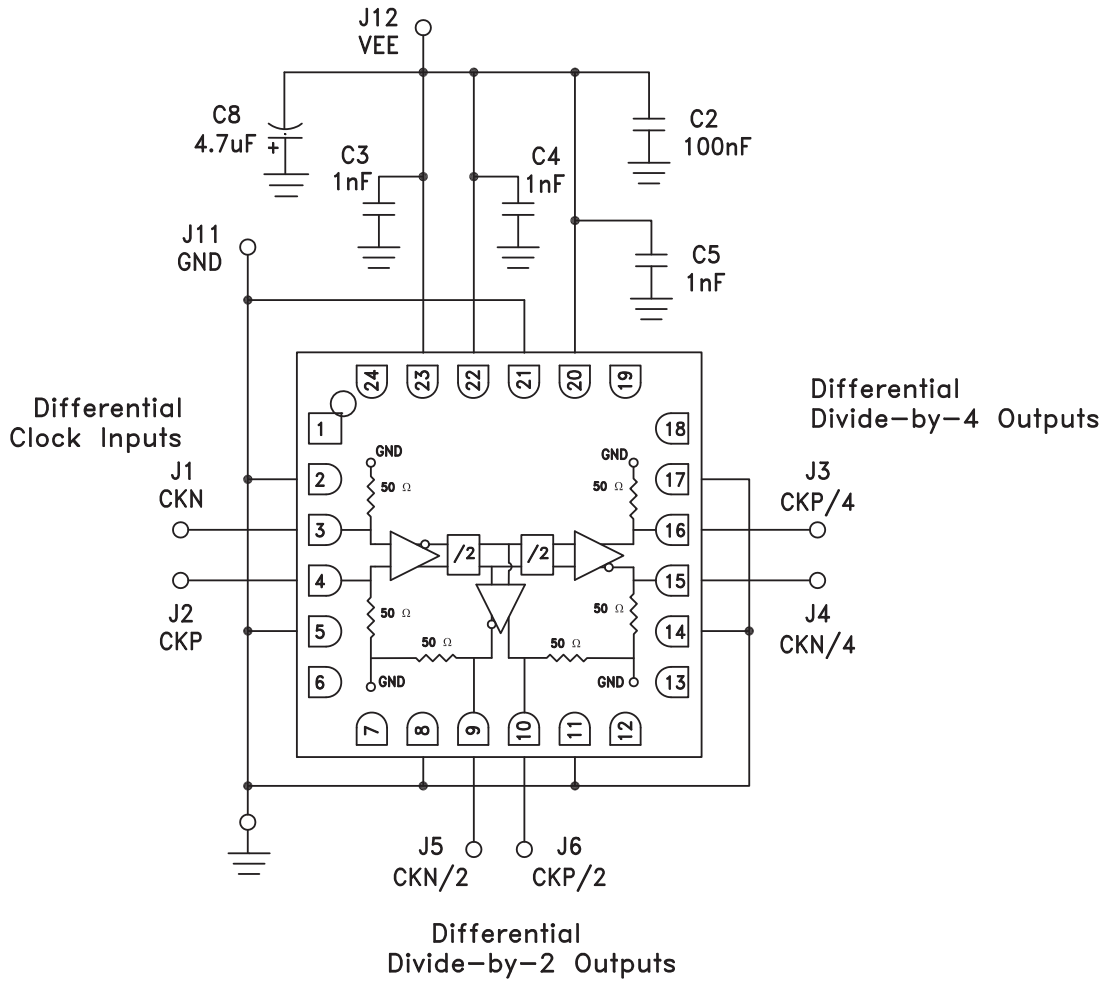 J12
VEE
C8
4.7uF
+
C3
1nF
C4
1nF
C2
100nF
C5
1nF
J11
GND
24
23
22
21
20
19
Differential
Clock Inputs
Differential
Divide-by-4 Outputs
1
2
3
4
5
6
18
17
16
15
14
13
GND
50 Ω
GND
50 Ω
J1
CKN
J3
CKP/4
/2
/2
J2
CKP
50 Ω
50 Ω
J4
CKN/4
50 Ω
50 Ω
GND
GND
7
8
9
10
11
12
J5
CKN/2
J6
CKP/2
Differential
Divide-by-2 Outputs